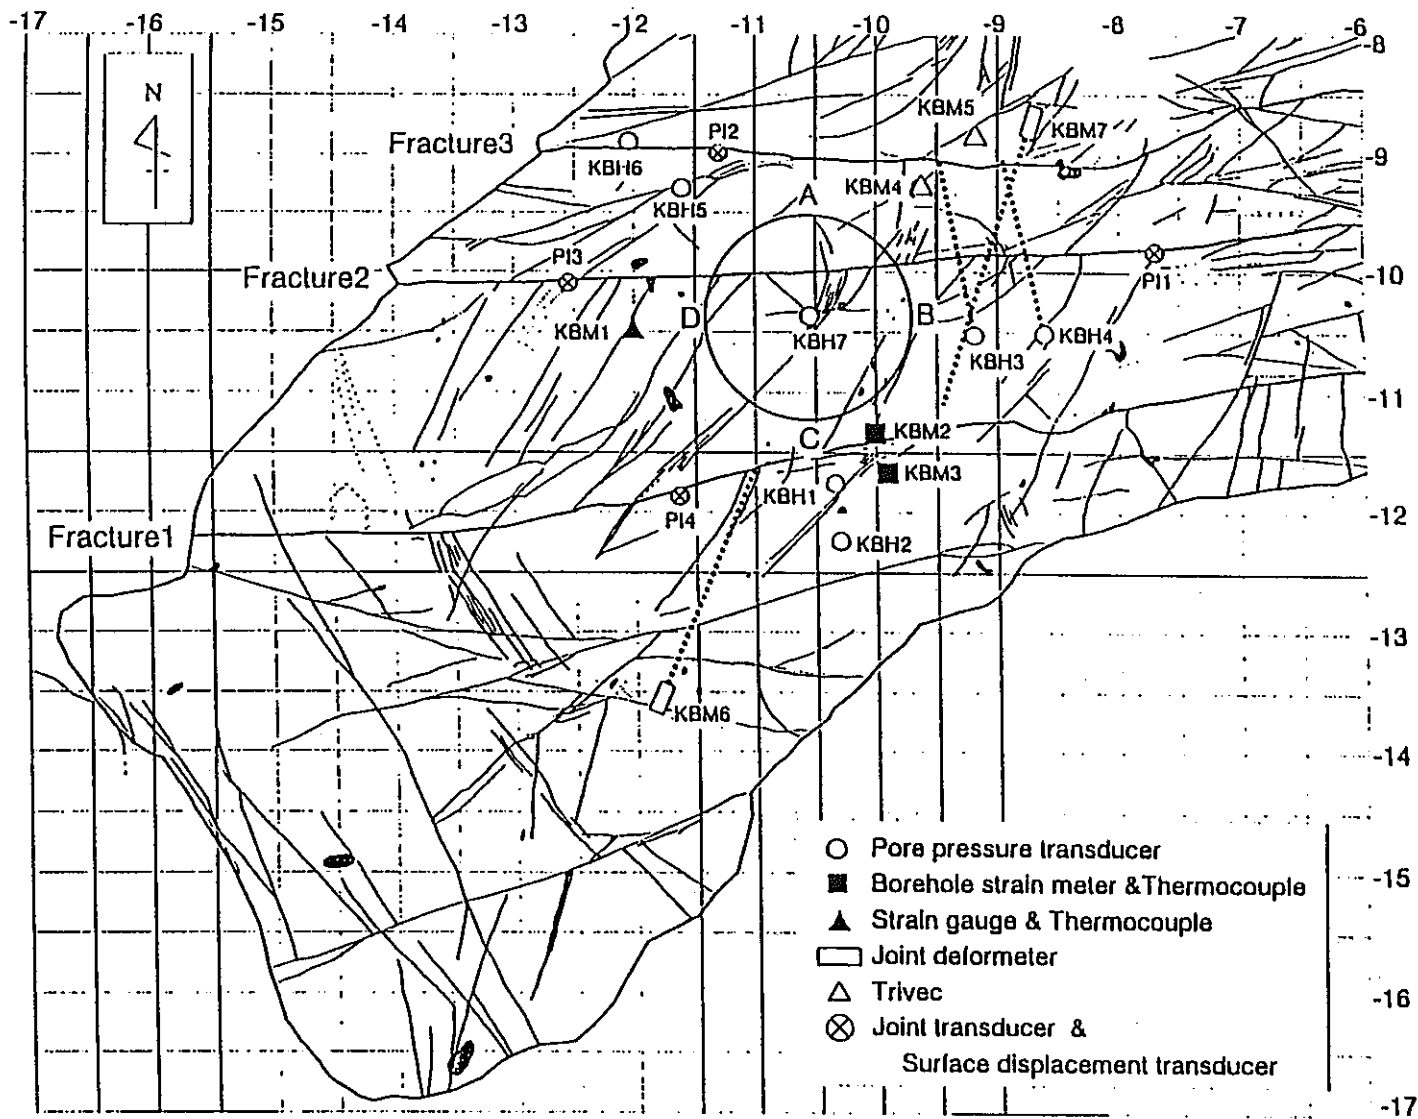 -17 -16 -15 -14 -13 -12 -11 -10 -9 -8 -7 -6
-8
N
KBM5
KBM7
Fracture3
PI2
KBH6
-9
KBM4
A
KBH5
PI3
Fracture2
PI1
-10
KBM1
D
B
KBH7
KBH3
KBH4
-11
C
KBM2
KBM3
KBH1
PI4
-12
Fracture1
KBH2
-13
KBM6
-14
Pore pressure transducer
Borehole strain meter &Thermocouple
-15
Strain gauge & Thermocouple
Joint deformeter
Trivec
-16
Joint transducer &
Surface displacement transducer
-17